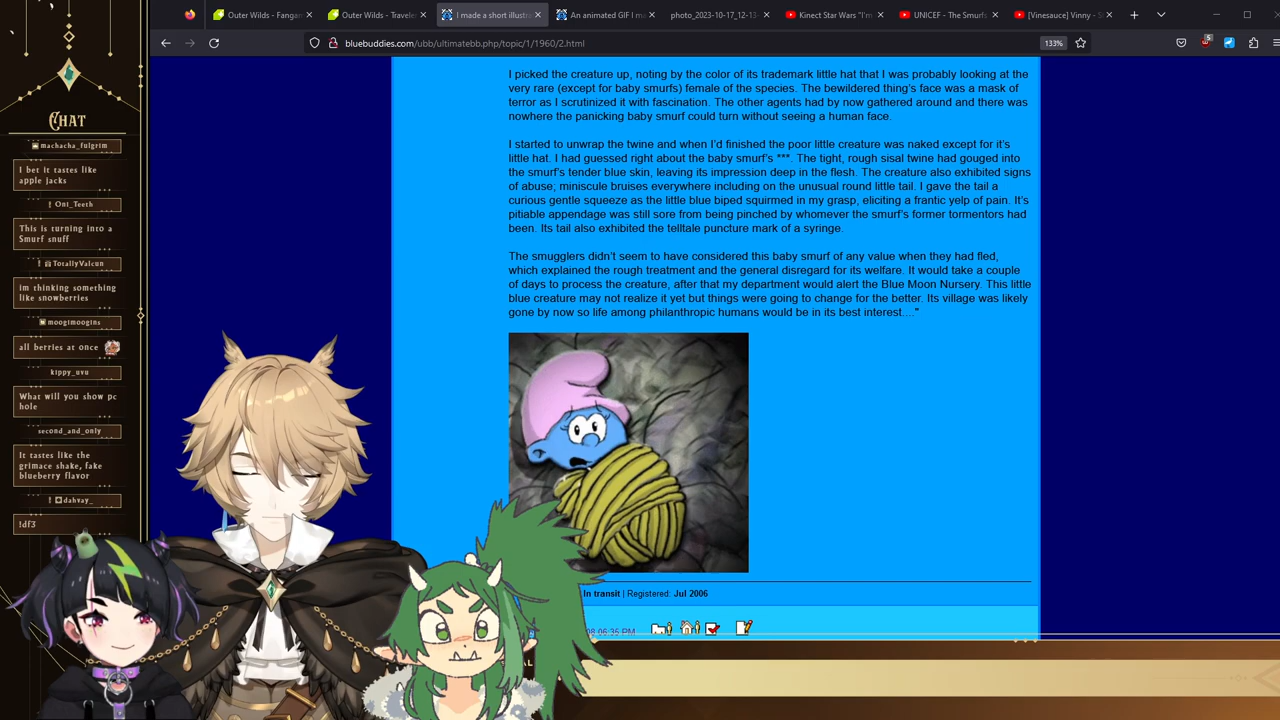 Outer Wilds - Fangam
Outer Wilds - Travele
I made a short illustra
An animated GIF I ma
photo_2023-10-17_12-13-
Kinect Star Wars "I'm
UNICEF - The Smurfs
[Vinesauce] Vinny - St
bluebuddies.com/ubb/ultimatebb.php/topic/1/1960/2.html
133%
5
CHAT
machacha_fulgrim
I bet it tastes like
apple jacks
Oni_Teeth
This is turning into a
Smurf snuff
TotallyValcun
im thinking something
like snowberries
moogimoogins
all berries at once
kippy_uvu
What will you show pc
hole
second_and_only
It tastes like the
grimace shake, fake
blueberry flavor
dahvay_
!df3
I picked the creature up, noting by the color of its trademark little hat that I was probably looking at the
very rare (except for baby smurfs) female of the species. The bewildered thing's face was a mask of
terror as I scrutinized it with fascination. The other agents had by now gathered around and there was
nowhere the panicking baby smurf could turn without seeing a human face.
I started to unwrap the twine and when I'd finished the poor little creature was naked except for it's
little hat. I had guessed right about the baby smurf's ***. The tight, rough sisal twine had gouged into
the smurf's tender blue skin, leaving its impression deep in the flesh. The creature also exhibited signs
of abuse; miniscule bruises everywhere including on the unusual round little tail. I gave the tail a
curious gentle squeeze as the little blue biped squirmed in my grasp, eliciting a frantic yelp of pain. It's
pitiable appendage was still sore from being pinched by whomever the smurf's former tormentors had
been. Its tail also exhibited the telltale puncture mark of a syringe.
The smugglers didn't seem to have considered this baby smurf of any value when they had fled,
which explained the rough treatment and the general disregard for its welfare. It would take a couple
of days to process the creature, after that my department would alert the Blue Moon Nursery. This little
blue creature may not realize it yet but things were going to change for the better. Its village was likely
gone by now so life among philanthropic humans would be in its best interest...."
In transit | Registered: Jul 2006
06:35 PM